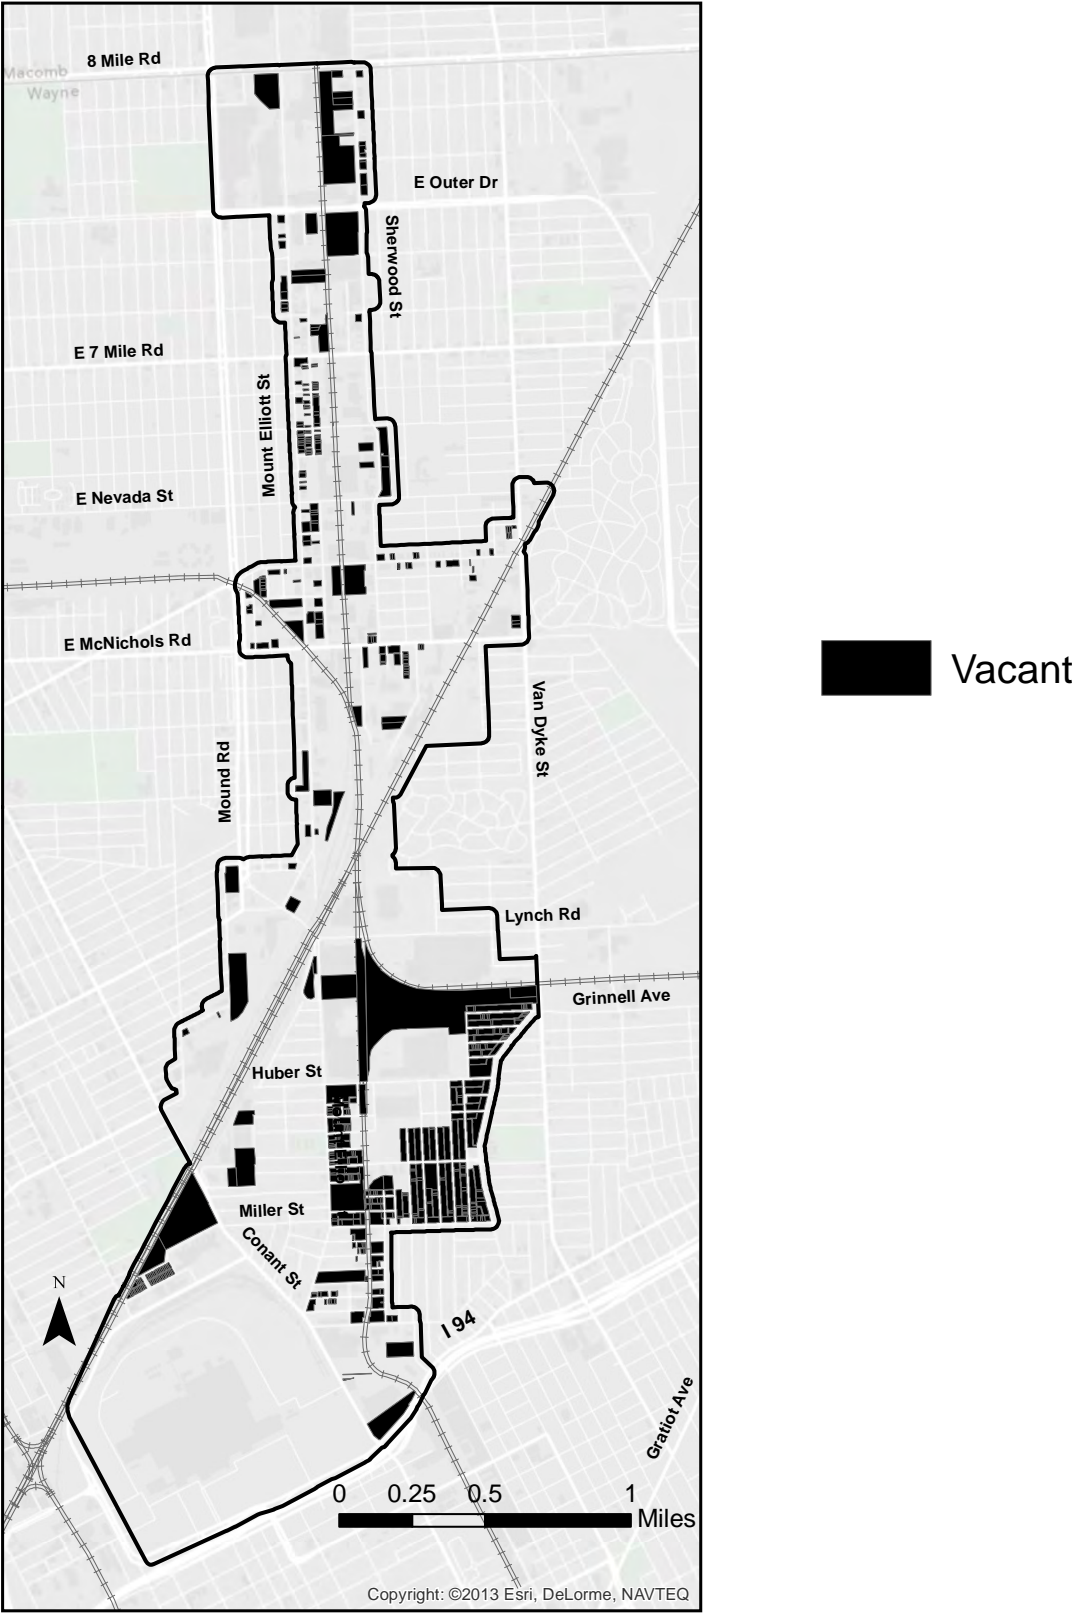 8 Mile Rd
Macomb
Wayne
E Outer Dr
Sherwood St
E 7 Mile Rd
Mount Elliott St
E Nevada St
E McNichols Rd
Vacant
Van Dyke St
Mound Rd
Lynch Rd
Grinnell Ave
Huber St
Miller St
Conant St
N
I 94
Gratiot Ave
0 0.25 0.5 1
Miles
Copyright: ©2013 Esri, DeLorme, NAVTEQ